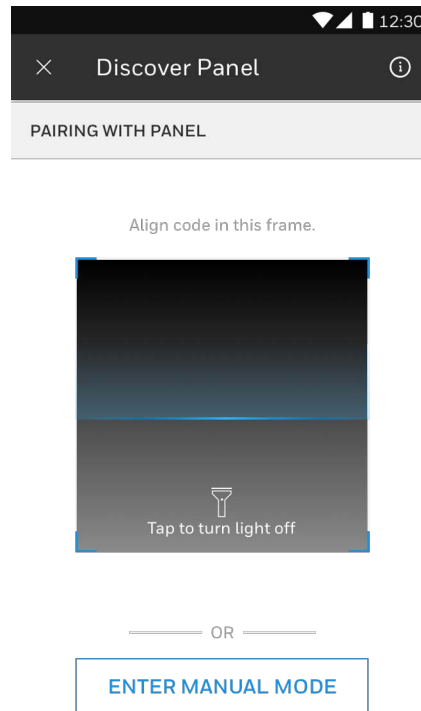 12:30
Discover Panel
PAIRING WITH PANEL
Align code in this frame.
Tap to turn light off
OR
ENTER MANUAL MODE